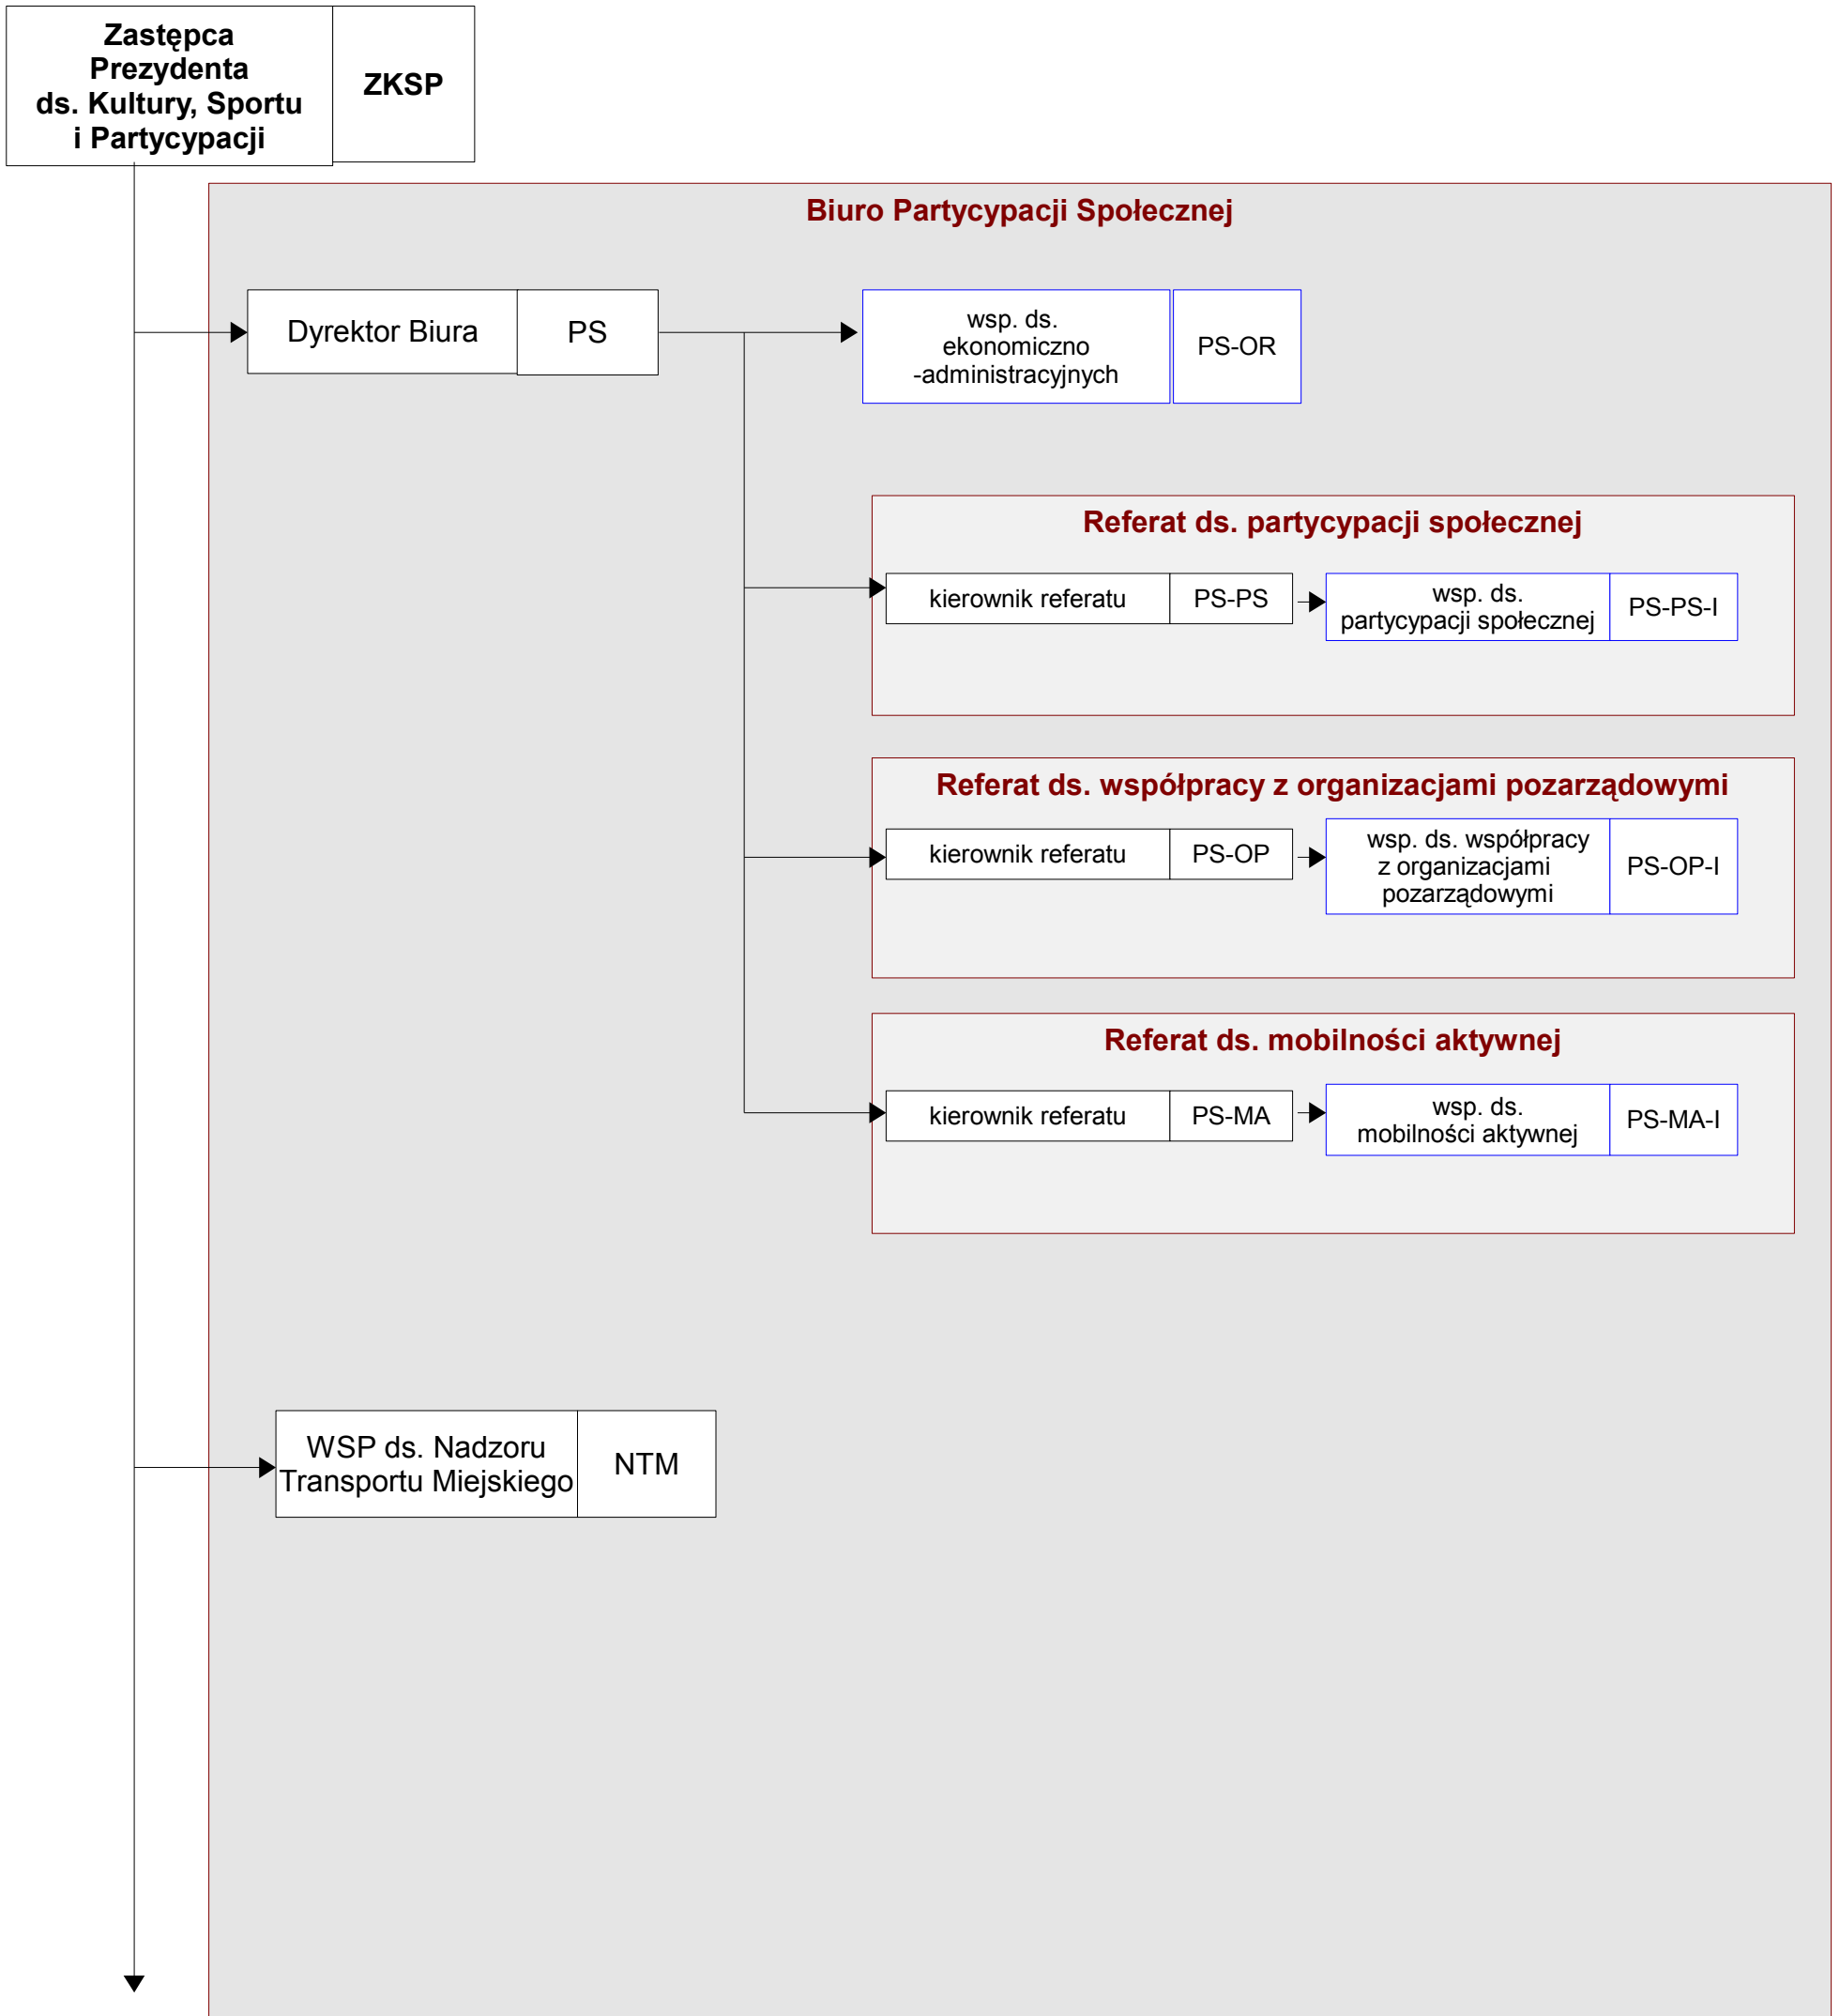 Zastępca
Prezydenta
ds. Kultury, Sportu
i Partycypacji
ZKSP
Biuro Partycypacji Społecznej
Dyrektor Biura
PS
wsp. ds.
ekonomiczno
-administracyjnych
PS-OR
Referat ds. partycypacji społecznej
kierownik referatu
PS-PS
wsp. ds.
partycypacji społecznej
PS-PS-I
Referat ds. współpracy z organizacjami pozarządowymi
kierownik referatu
PS-OP
wsp. ds. współpracy
z organizacjami
pozarządowymi
PS-OP-I
Referat ds. mobilności aktywnej
kierownik referatu
PS-MA
wsp. ds.
mobilności aktywnej
PS-MA-I
WSP ds. Nadzoru
Transportu Miejskiego
NTM